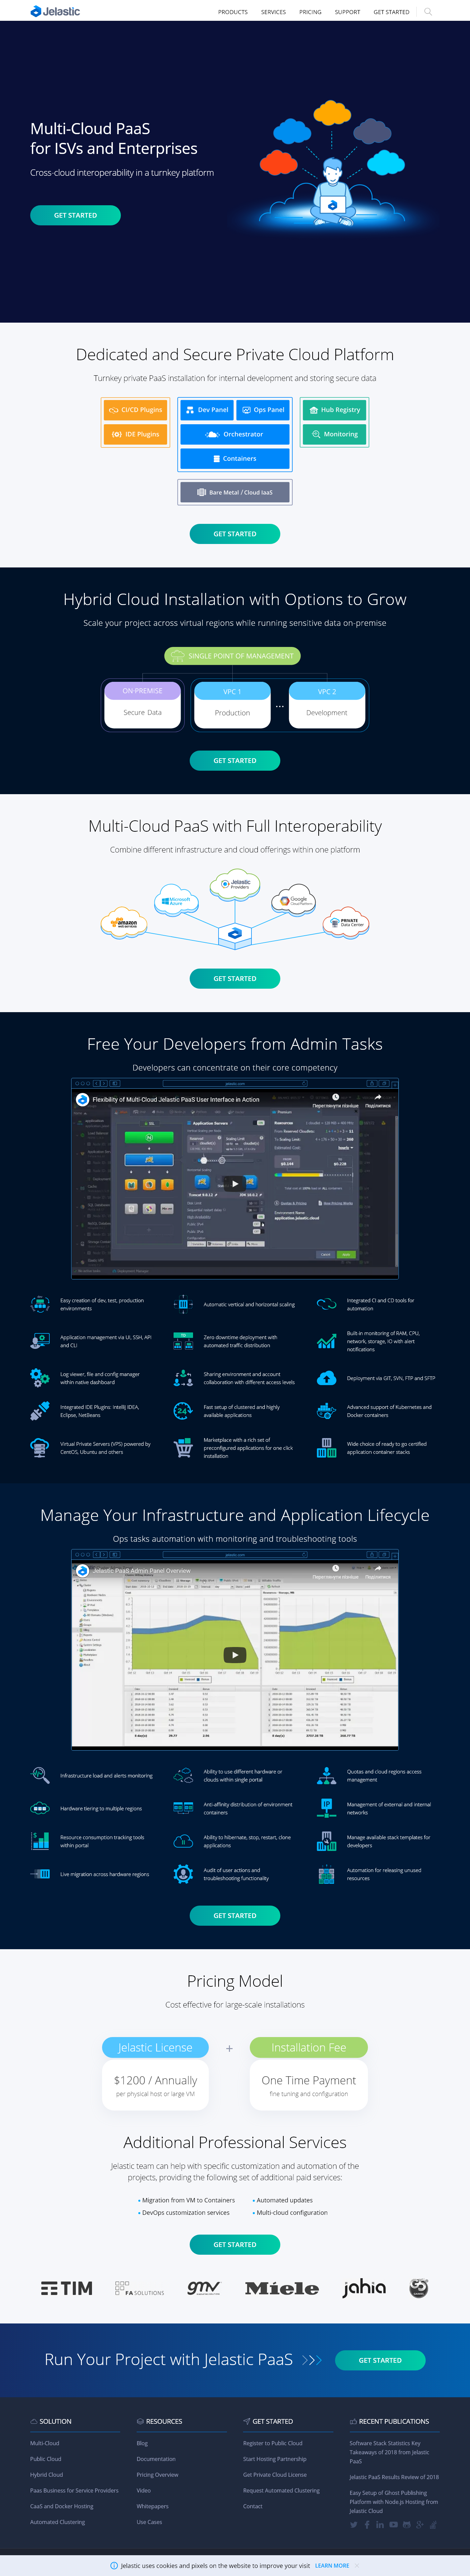 Jelastic
PRODUCTS SERVICES PRICING SUPPORT GET STARTED
Multi-Cloud PaaS
for ISVs and Enterprises
Cross-cloud interoperability in a turnkey platform
GET STARTED
Dedicated and Secure Private Cloud Platform
Turnkey private PaaS installation for internal development and storing secure data
CI/CD Plugins Dev Panel Ops Panel Hub Registry
IDE Plugins Orchestrator Monitoring
Containers
Bare Metal / Cloud IaaS
GET STARTED
Hybrid Cloud Installation with Options to Grow
Scale your project across virtual regions while running sensitive data on-premise
SINGLE POINT OF MANAGEMENT
ON-PREMISE VPC 1 VPC 2
Secure Data Production ... Development
GET STARTED
Multi-Cloud PaaS with Full Interoperability
Combine different infrastructure and cloud offerings within one platform
Jelastic
Providers
Microsoft
Azure
Google
Cloud Platform
amazon
web services
PRIVATE
Data Center
GET STARTED
Free Your Developers from Admin Tasks
Developers can concentrate on their core competency
jelastic.com
Flexibility of Multi-Cloud Jelastic PaaS User Interface in Action
Переглянути пізніше Поділитися
Easy creation of dev, test, production
environments
Automatic vertical and horizontal scaling
Integrated CI and CD tools for
automation
Application management via UI, SSH, API
and CLI
Zero downtime deployment with
automated traffic distribution
Built-in monitoring of RAM, CPU,
network, storage, IO with alert
notifications
Log viewer, file and config manager
within native dashboard
Sharing environment and account
collaboration with different access levels
Deployment via GIT, SVN, FTP and SFTP
Integrated IDE Plugins: IntelliJ IDEA,
Eclipse, NetBeans
24
Fast setup of clustered and highly
available applications
Advanced support of Kubernetes and
Docker containers
Virtual Private Servers (VPS) powered by
CentOS, Ubuntu and others
Marketplace with a rich set of
preconfigured applications for one click
installation
Wide choice of ready to go certified
application container stacks
Manage Your Infrastructure and Application Lifecycle
Ops tasks automation with monitoring and troubleshooting tools
jelastic.com
Jelastic PaaS Admin Panel Overview
Переглянути пізніше Поділитися
Infrastructure load and alerts monitoring
Ability to use different hardware or
clouds within single portal
Quotas and cloud regions access
management
Hardware tiering to multiple regions
Anti-affinity distribution of environment
containers
IP
Management of external and internal
networks
Resource consumption tracking tools
within portal
Ability to hibernate, stop, restart, clone
applications
Manage available stack templates for
developers
Live migration across hardware regions
Audit of user actions and
troubleshooting functionality
Automation for releasing unused
resources
GET STARTED
Pricing Model
Cost effective for large-scale installations
Jelastic License + Installation Fee
$1200 / Annually One Time Payment
per physical host or large VM fine tuning and configuration
Additional Professional Services
Jelastic team can help with specific customization and automation of the
projects, providing the following set of additional paid services:
• Migration from VM to Containers • Automated updates
• DevOps customization services • Multi-cloud configuration
GET STARTED
TIM FA SOLUTIONS gmv Miele jahia
Run Your Project with Jelastic PaaS GET STARTED
SOLUTION RESOURCES GET STARTED RECENT PUBLICATIONS
Multi-Cloud
Public Cloud
Hybrid Cloud
Paas Business for Service Providers
CaaS and Docker Hosting
Automated Clustering
Blog
Documentation
Pricing Overview
Video
Whitepapers
Use Cases
Register to Public Cloud
Start Hosting Partnership
Get Private Cloud License
Request Automated Clustering
Contact
Software Stack Statistics Key
Takeaways of 2018 from Jelastic
PaaS
Jelastic PaaS Results Review of 2018
Easy Setup of Ghost Publishing
Platform with Node.js Hosting from
Jelastic Cloud
Jelastic uses cookies and pixels on the website to improve your visit LEARN MORE